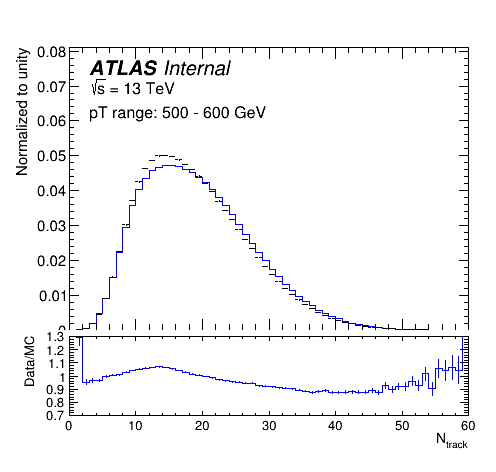 0.08
ATLAS Internal
√s = 13 TeV
pT range: 500 - 600 GeV
Normalized to unity
0.07
0.06
0.05
0.04
0.03
0.02
0.01
0
1.3
1.2
1.1
1
0.9
0.8
0.7
Data/MC
0 10 20 30 40 50 60
N_track